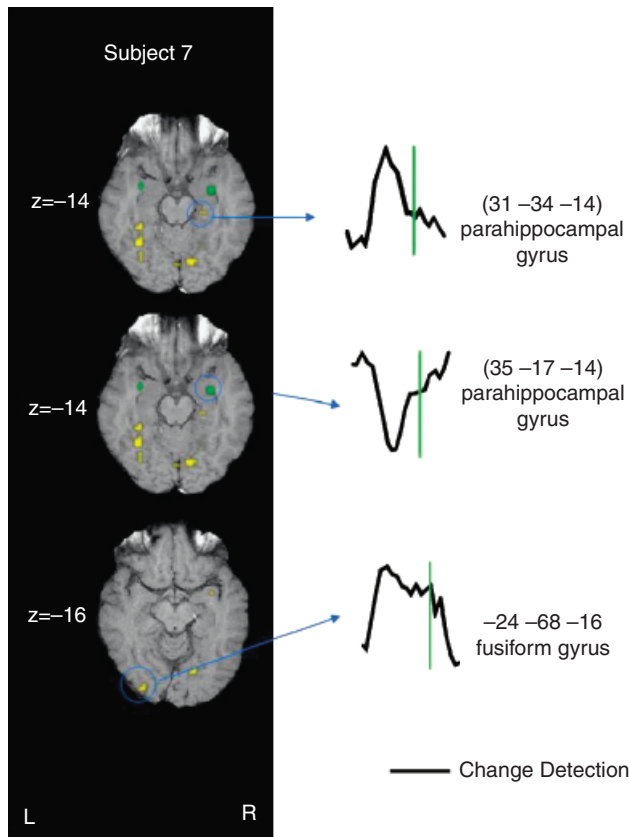 Subject 7
z=–14
(31 –34 –14)
parahippocampal
gyrus
z=–14
(35 -17 -14)
parahippocampal
gyrus
z=–16
–24 –68 –16
fusiform gyrus
Change Detection
L
R